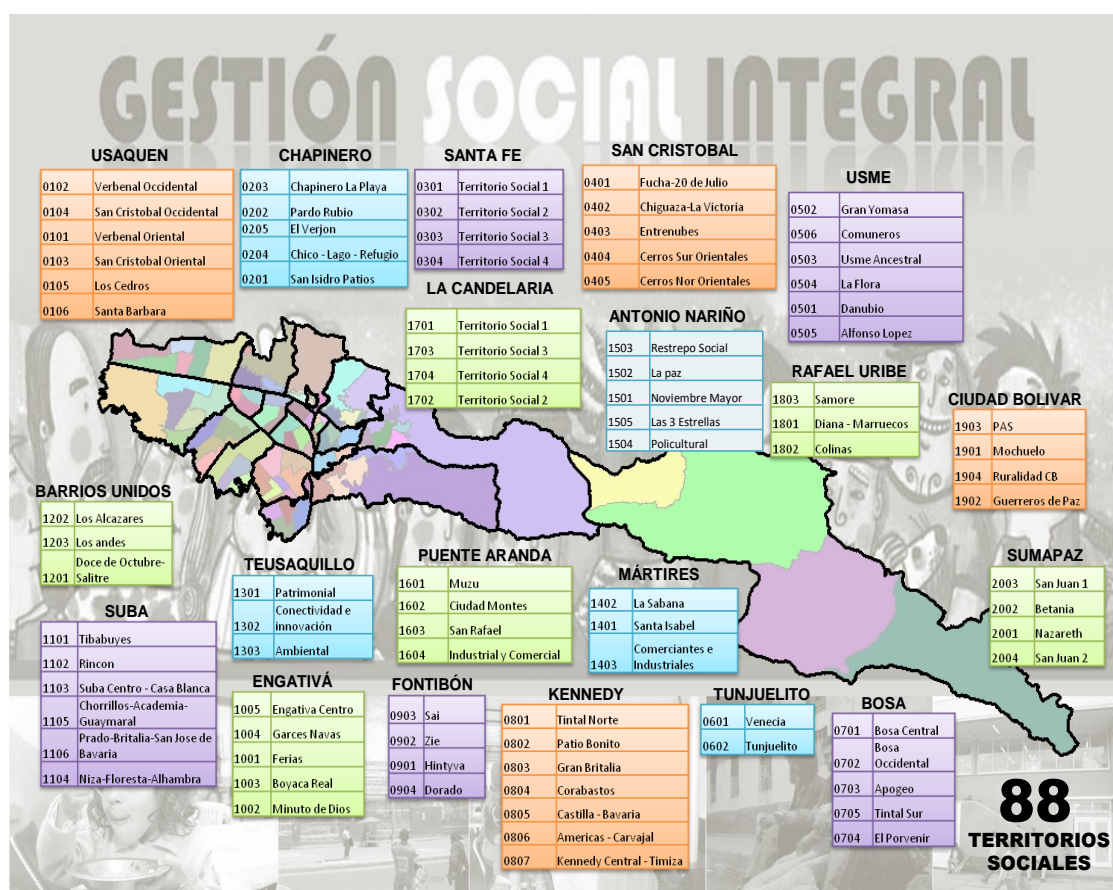 GESTIÓN SOCIAL INTEGRAL
USAQUEN
0102 Verbenal Occidental
0104 San Cristobal Occidental
0101 Verbenal Oriental
0103 San Cristobal Oriental
0105 Los Cedros
0106 Santa Barbara
CHAPINERO
0203 Chapinero La Playa
0202 Pardo Rubio
0205 El Verjon
0204 Chico - Lago - Refugio
0201 San Isidro Patios
SANTA FE
0301 Territorio Social 1
0302 Territorio Social 2
0303 Territorio Social 3
0304 Territorio Social 4
SAN CRISTOBAL
0401 Fucha-20 de Julio
0402 Chiguaza-La Victoria
0403 Entrenubes
0404 Cerros Sur Orientales
0405 Cerros Nor Orientales
USME
0502 Gran Yomasa
0506 Comuneros
0503 Usme Ancestral
0504 La Flora
0501 Danubio
0505 Alfonso Lopez
LA CANDELARIA
1701 Territorio Social 1
1703 Territorio Social 3
1704 Territorio Social 4
1702 Territorio Social 2
ANTONIO NARIÑO
1503 Restrepo Social
1502 La paz
1501 Noviembre Mayor
1505 Las 3 Estrellas
1504 Policultural
RAFAEL URIBE
1803 Samore
1801 Diana - Marruecos
1802 Colinas
CIUDAD BOLIVAR
1903 PAS
1901 Mochuelo
1904 Ruralidad CB
1902 Guerreros de Paz
BARRIOS UNIDOS
1202 Los Alcazares
1203 Los andes
Doce de Octubre-
1201 Salitre
TEUSAQUILLO
1301 Patrimonial
Conectividad e
1302 innovación
1303 Ambiental
PUENTE ARANDA
1601 Muzu
1602 Ciudad Montes
1603 San Rafael
1604 Industrial y Comercial
MÁRTIRES
1402 La Sabana
1401 Santa Isabel
Comerciantes e
1403 Industriales
SUMAPAZ
2003 San Juan 1
2002 Betania
2001 Nazareth
2004 San Juan 2
SUBA
1101 Tibabuyes
1102 Rincon
1103 Suba Centro - Casa Blanca
Chorrillos-Academia-
1105 Guaymaral
Prado-Britalia-San Jose de
1106 Bavaria
1104 Niza-Floresta-Alhambra
ENGATIVÁ
1005 Engativa Centro
1004 Garces Navas
1001 Ferias
1003 Boyaca Real
1002 Minuto de Dios
FONTIBÓN
0903 Sai
0902 Zie
0901 Hintyva
0904 Dorado
KENNEDY
0801 Tintal Norte
0802 Patio Bonito
0803 Gran Britalia
0804 Corabastos
0805 Castilla - Bavaria
0806 Americas - Carvajal
0807 Kennedy Central - Timiza
TUNJUELITO
0601 Venecia
0602 Tunjuelito
BOSA
0701 Bosa Central
Bosa
0702 Occidental
0703 Apogeo
0705 Tintal Sur
0704 El Porvenir
88
TERRITORIOS
SOCIALES